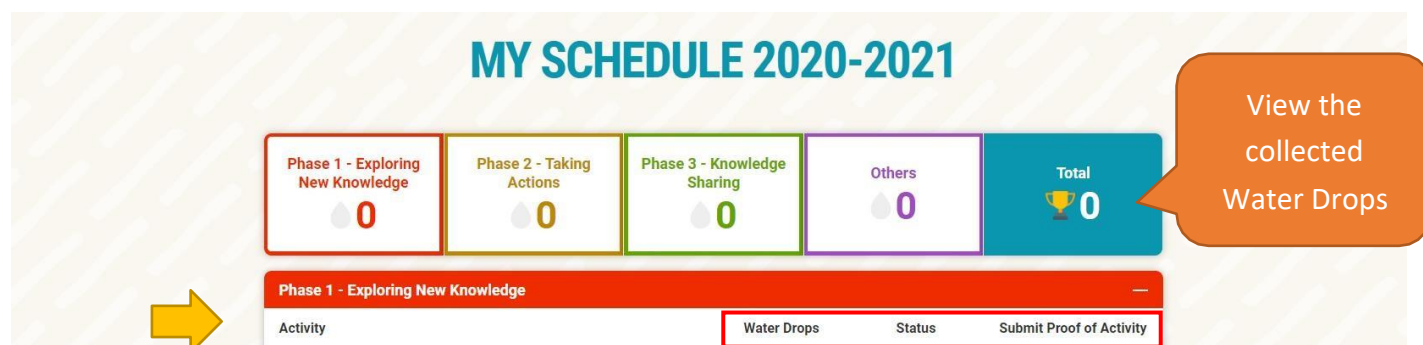 MY SCHEDULE 2020-2021
View the
collected
Water Drops
Phase 1 - Exploring
New Knowledge
0
Phase 2 - Taking
Actions
0
Phase 3 - Knowledge
Sharing
0
Others
0
Total
0
Phase 1 - Exploring New Knowledge
Activity Water Drops Status Submit Proof of Activity